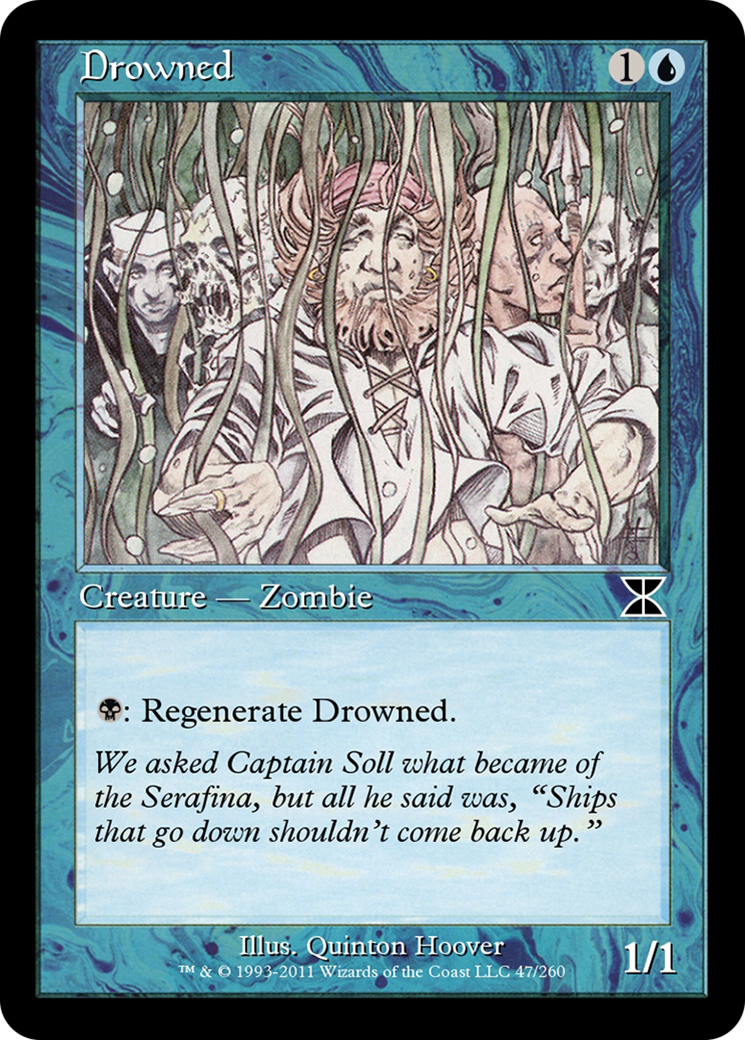 Drowned
1
Creature — Zombie
: Regenerate Drowned.
We asked Captain Soll what became of
the Serafina, but all he said was, “Ships
that go down shouldn’t come back up.”
Illus. Quinton Hoover
™ & © 1993-2011 Wizards of the Coast LLC 47/260
1/1